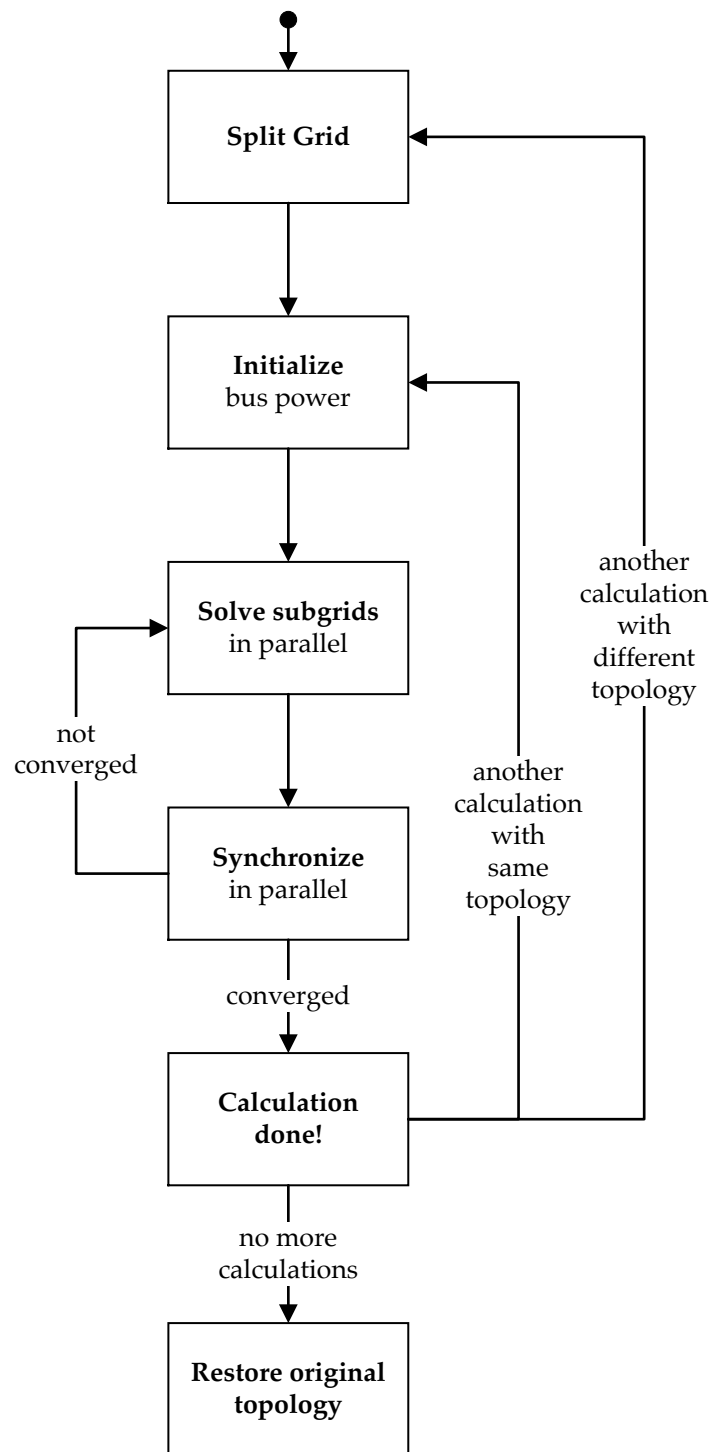 Split Grid
Initialize
bus power
Solve subgrids
in parallel
another
calculation
with
different
topology
not
converged
another
calculation
with
same
topology
Synchronize
in parallel
converged
Calculation
done!
no more
calculations
Restore original
topology